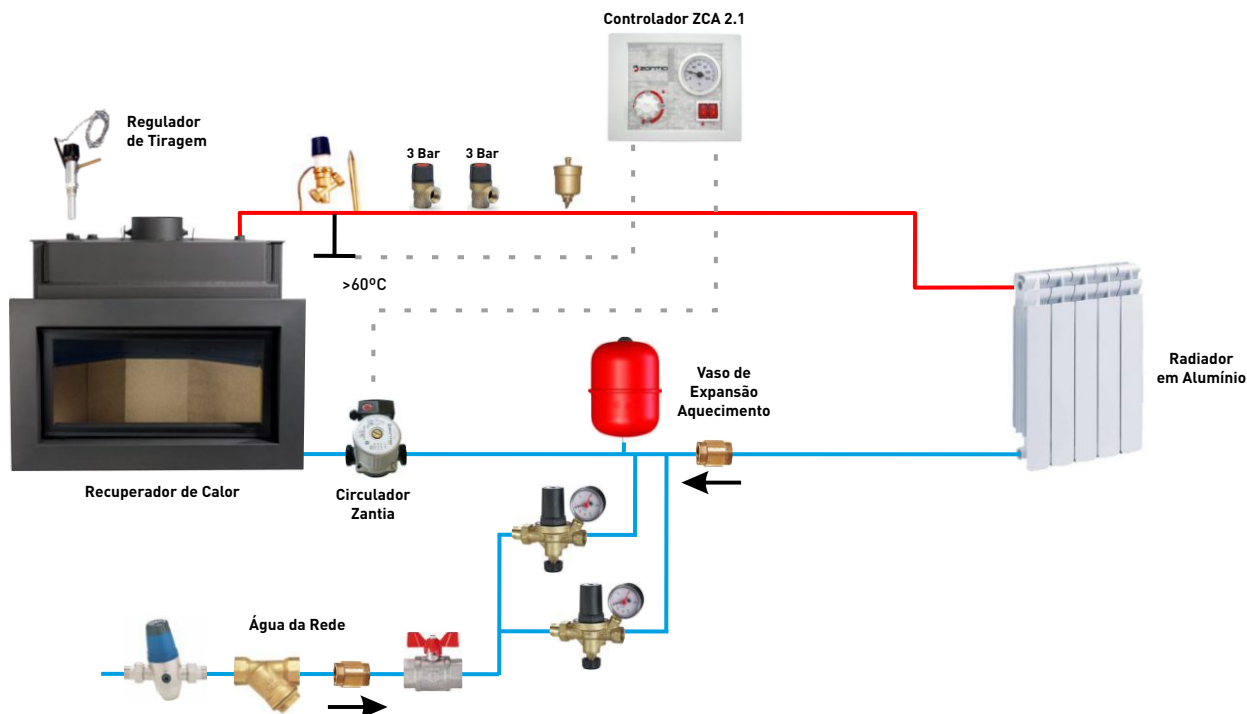 Controlador ZCA 2.1
zantia
Regulador
de Tiragem
3 Bar
3 Bar
>60ºC
Radiador
em Alumínio
Vaso de
Expansão
Aquecimento
Recuperador de Calor
Circulador
Zantia
Água da Rede